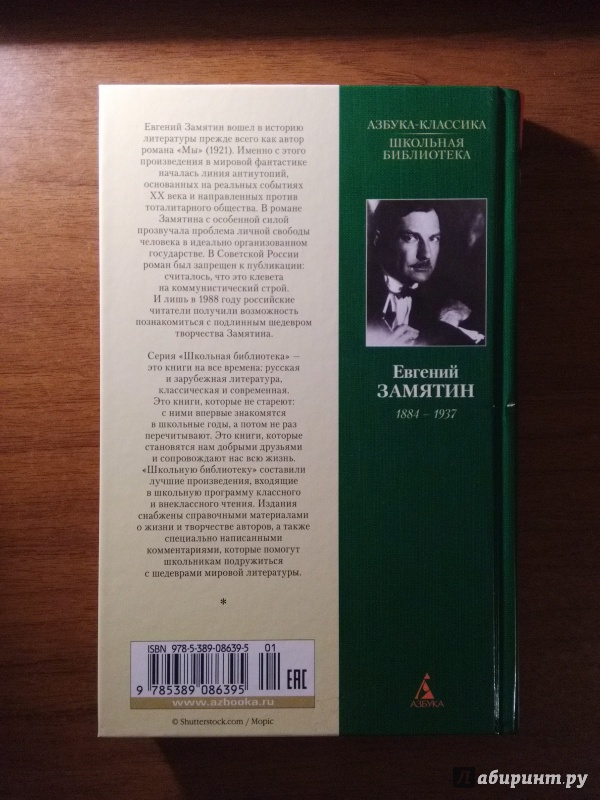 Евгений Замятин вошел в историю
литературы прежде всего как автор
романа «Мы» (1921). Именно с этого
произведения в мировой фантастике
началась линия антиутопий,
основанных на реальных событиях
XX века и направленных против
тоталитарного общества. В романе
Замятина с особенной силой
прозвучала проблема личной свободы
человека в идеально организованном
государстве. В Советской России
роман был запрещен к публикации:
считалось, что это клевета
на коммунистический строй.
И лишь в 1988 году российские
читатели получили возможность
познакомиться с подлинным шедевром
творчества Замятина.
Серия «Школьная библиотека» —
это книги на все времена: русская
и зарубежная литература,
классическая и современная.
Это книги, которые не стареют:
с ними впервые знакомятся
в школьные годы, а потом не раз
перечитывают. Это книги, которые
становятся нам добрыми друзьями
и сопровождают нас всю жизнь.
«Школьную библиотеку» составили
лучшие произведения, входящие
в школьную программу классного
и внеклассного чтения. Издания
снабжены справочными материалами
о жизни и творчестве авторов, а также
специально написанными
комментариями, которые помогут
школьникам подружиться
с шедеврами мировой литературы.
*
ISBN 978-5-389-08639-5 01
9 785389 086395
EAC
www.azbooka.ru
© Shutterstock.com / Mopic
АЗБУКА-КЛАССИКА
ШКОЛЬНАЯ
БИБЛИОТЕКА
Евгений
ЗАМЯТИН
1884 – 1937
АЗБУКА
лабиринт.ру